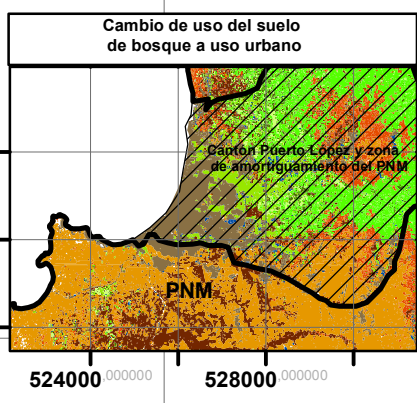 Cambio de uso del suelo
de bosque a uso urbano
Cantón Puerto López y zona
de amortiguamiento del PNM
PNM
524000,000000 528000,000000